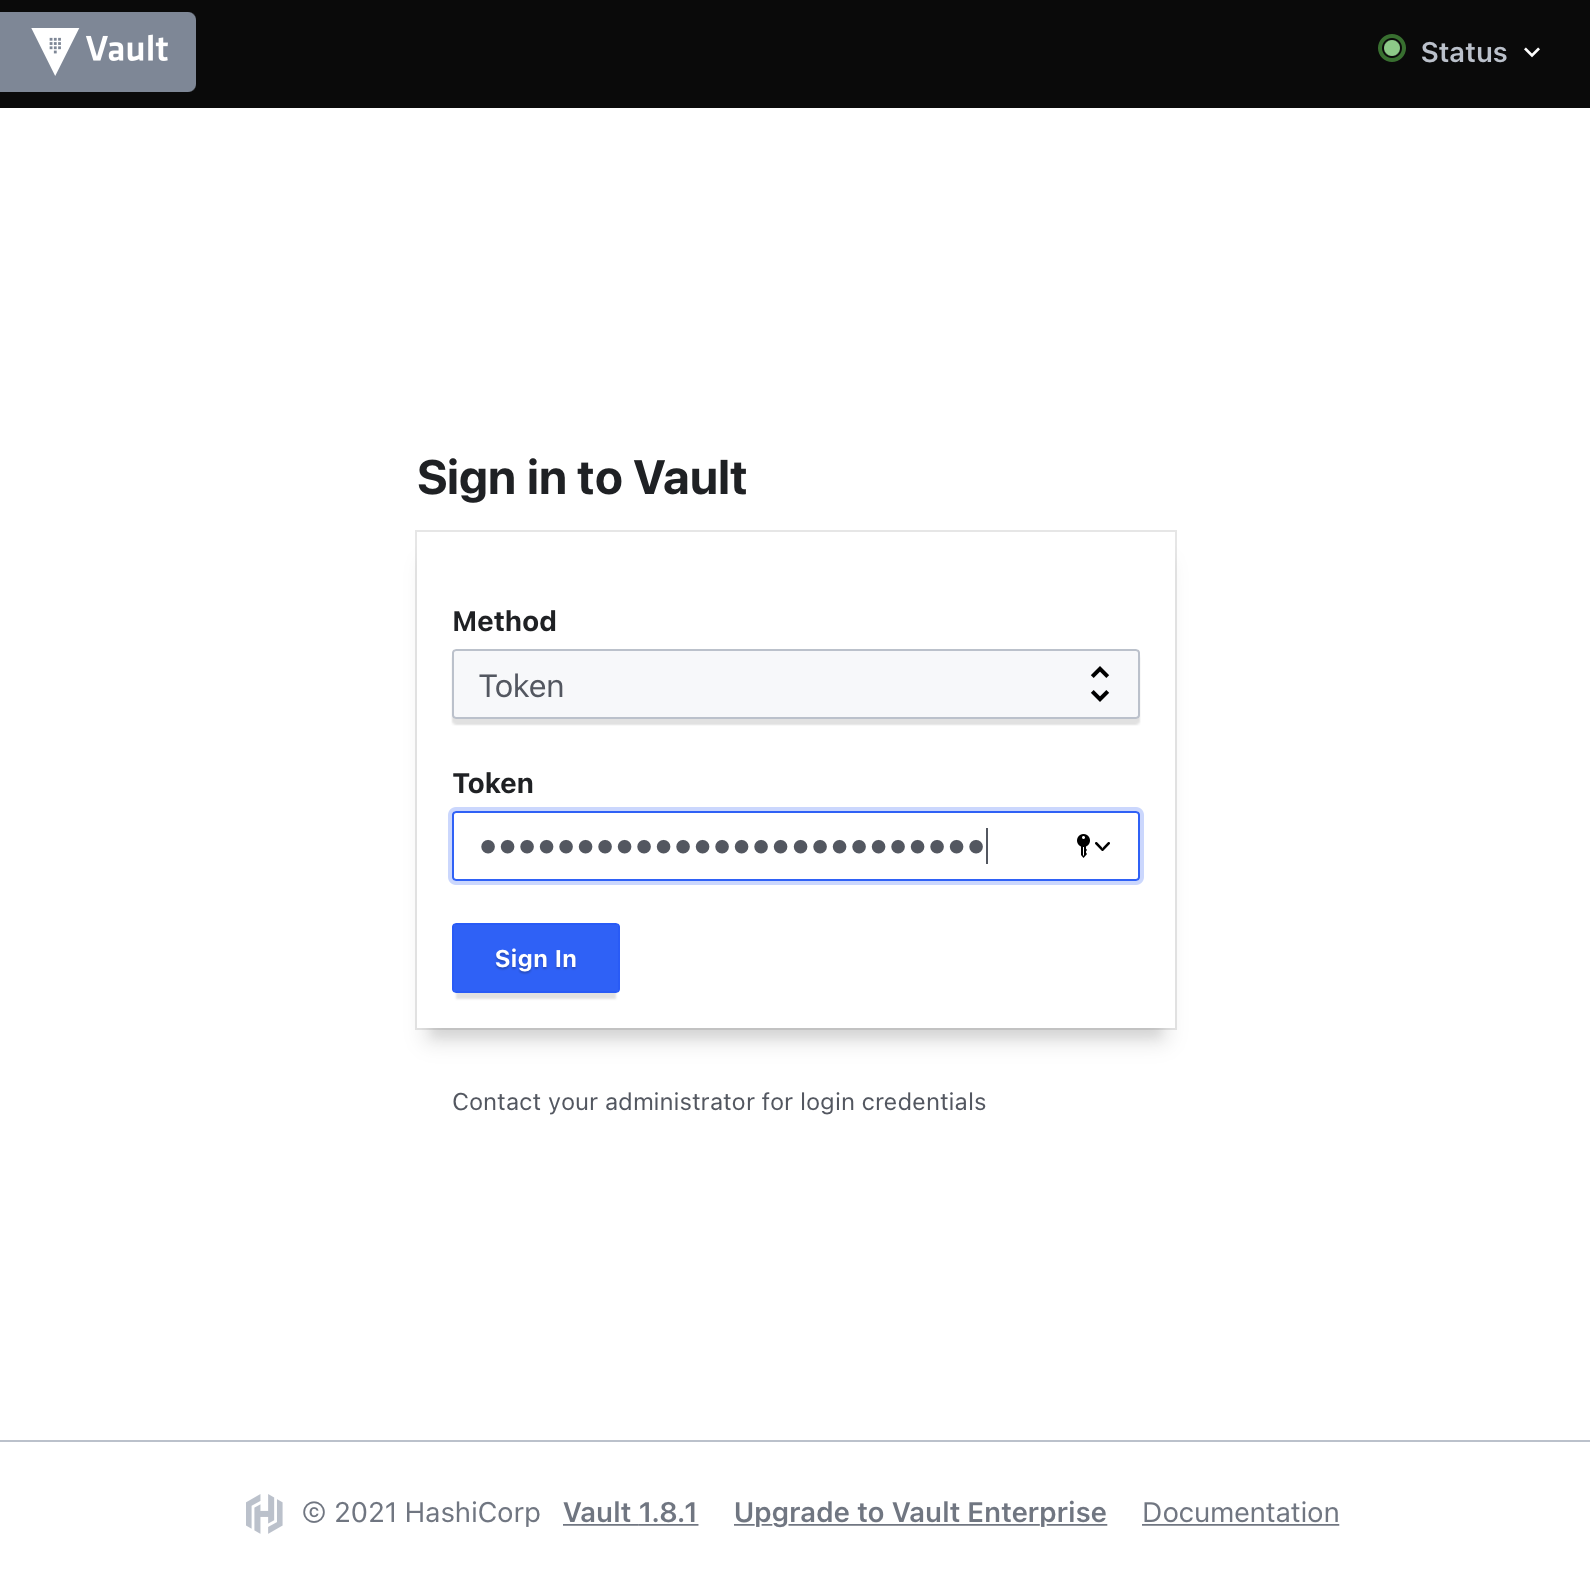 Vault
Status
Sign in to Vault
Method
Token
Token
••••••••••••••••••••••••••
Sign In
Contact your administrator for login credentials
© 2021 HashiCorp Vault 1.8.1 Upgrade to Vault Enterprise Documentation